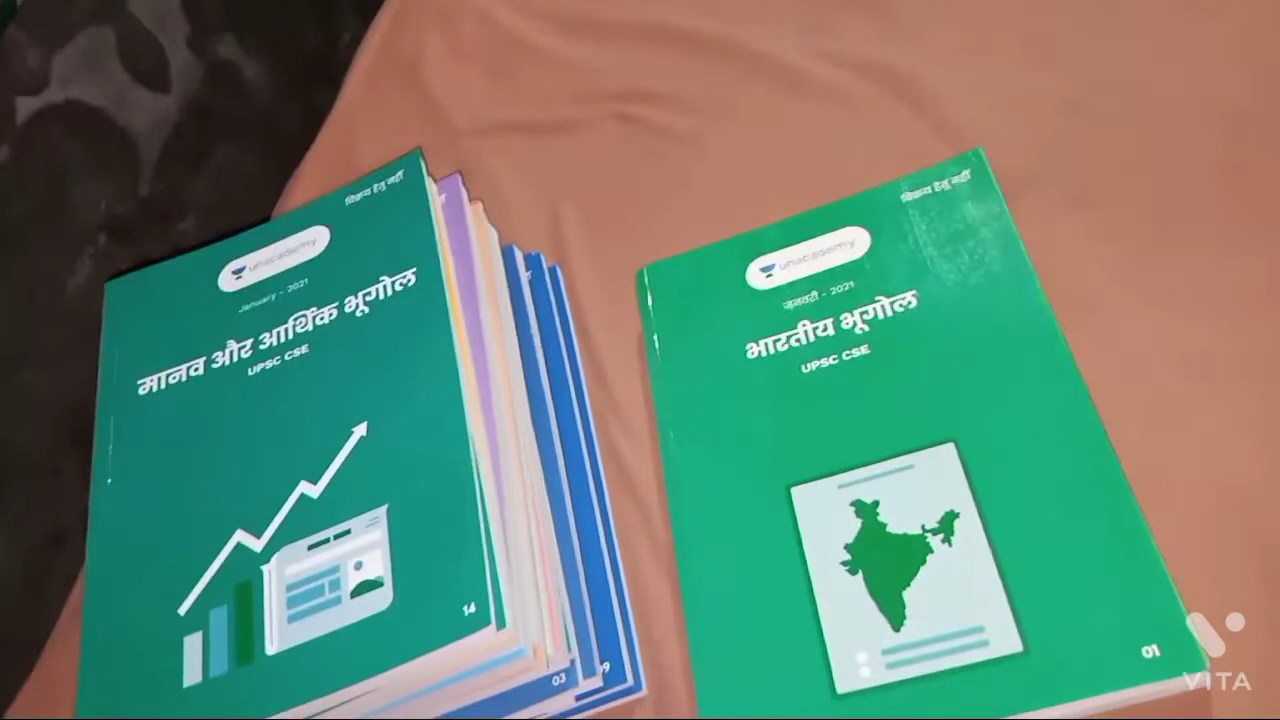 विक्रय हेतु नहीं
unacademy
January - 2021
मानव और आर्थिक भूगोल
UPSC CSE
14
03
09
विक्रय हेतु नहीं
unacademy
जनवरी - 2021
भारतीय भूगोल
UPSC CSE
01
VITA